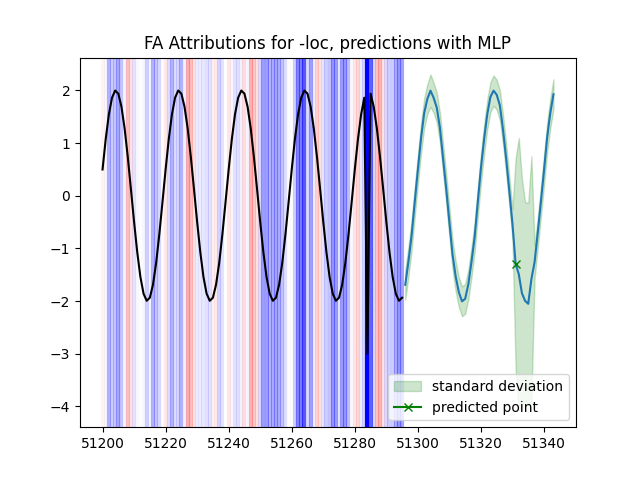 FA Attributions for -loc, predictions with MLP
2
1
0
−1
−2
−3
−4
standard deviation
predicted point
51200 51220 51240 51260 51280 51300 51320 51340